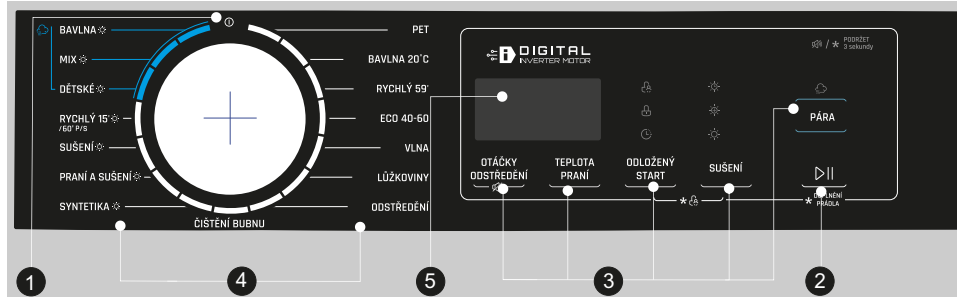 BAVLNA
MIX
DĚTSKÉ
RYCHLÝ 15'
/60' P/S
SUŠENÍ
PRANÍ A SUŠENÍ
SYNTETIKA
ČIŠTĚNÍ BUBNU
PET
BAVLNA 20°C
RYCHLÝ 59'
ECO 40-60
VLNA
LŮŽKOVINY
ODSTŘEDĚNÍ
DIGITAL
INVERTER MOTOR
/ * PODRŽET
3 sekundy
OTÁČKY
ODSTŘEDĚNÍ
TEPLOTA
PRANÍ
ODLOŽENÝ
START
SUŠENÍ
*
PÁRA
* DOPLNĚNÍ
PRÁDLA
1
4
5
3
2